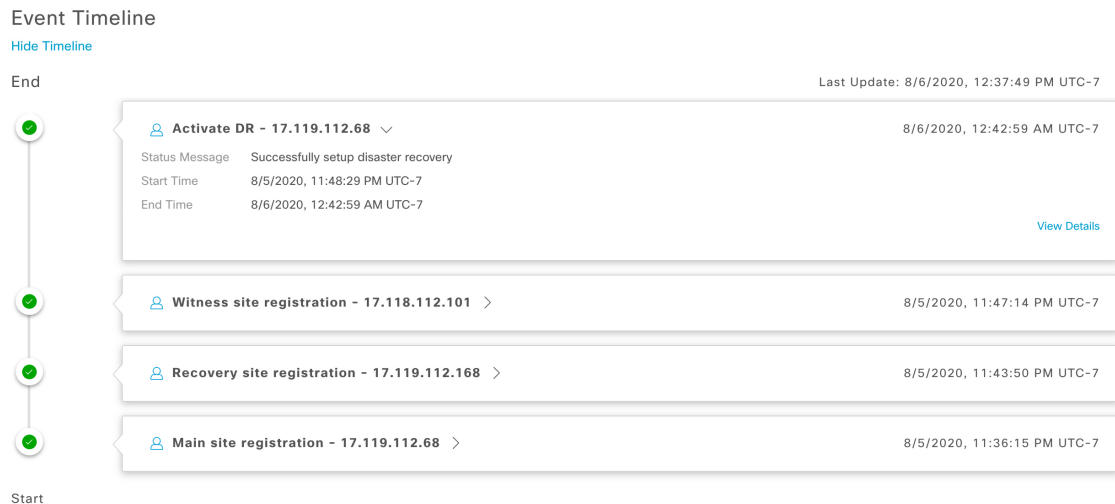 Event Timeline
Hide Timeline
End
Last Update: 8/6/2020, 12:37:49 PM UTC-7
Activate DR - 17.119.112.68
8/6/2020, 12:42:59 AM UTC-7
Status Message Successfully setup disaster recovery
Start Time 8/5/2020, 11:48:29 PM UTC-7
End Time 8/6/2020, 12:42:59 AM UTC-7
View Details
Witness site registration - 17.118.112.101
8/5/2020, 11:47:14 PM UTC-7
Recovery site registration - 17.119.112.168
8/5/2020, 11:43:50 PM UTC-7
Main site registration - 17.119.112.68
8/5/2020, 11:36:15 PM UTC-7
Start